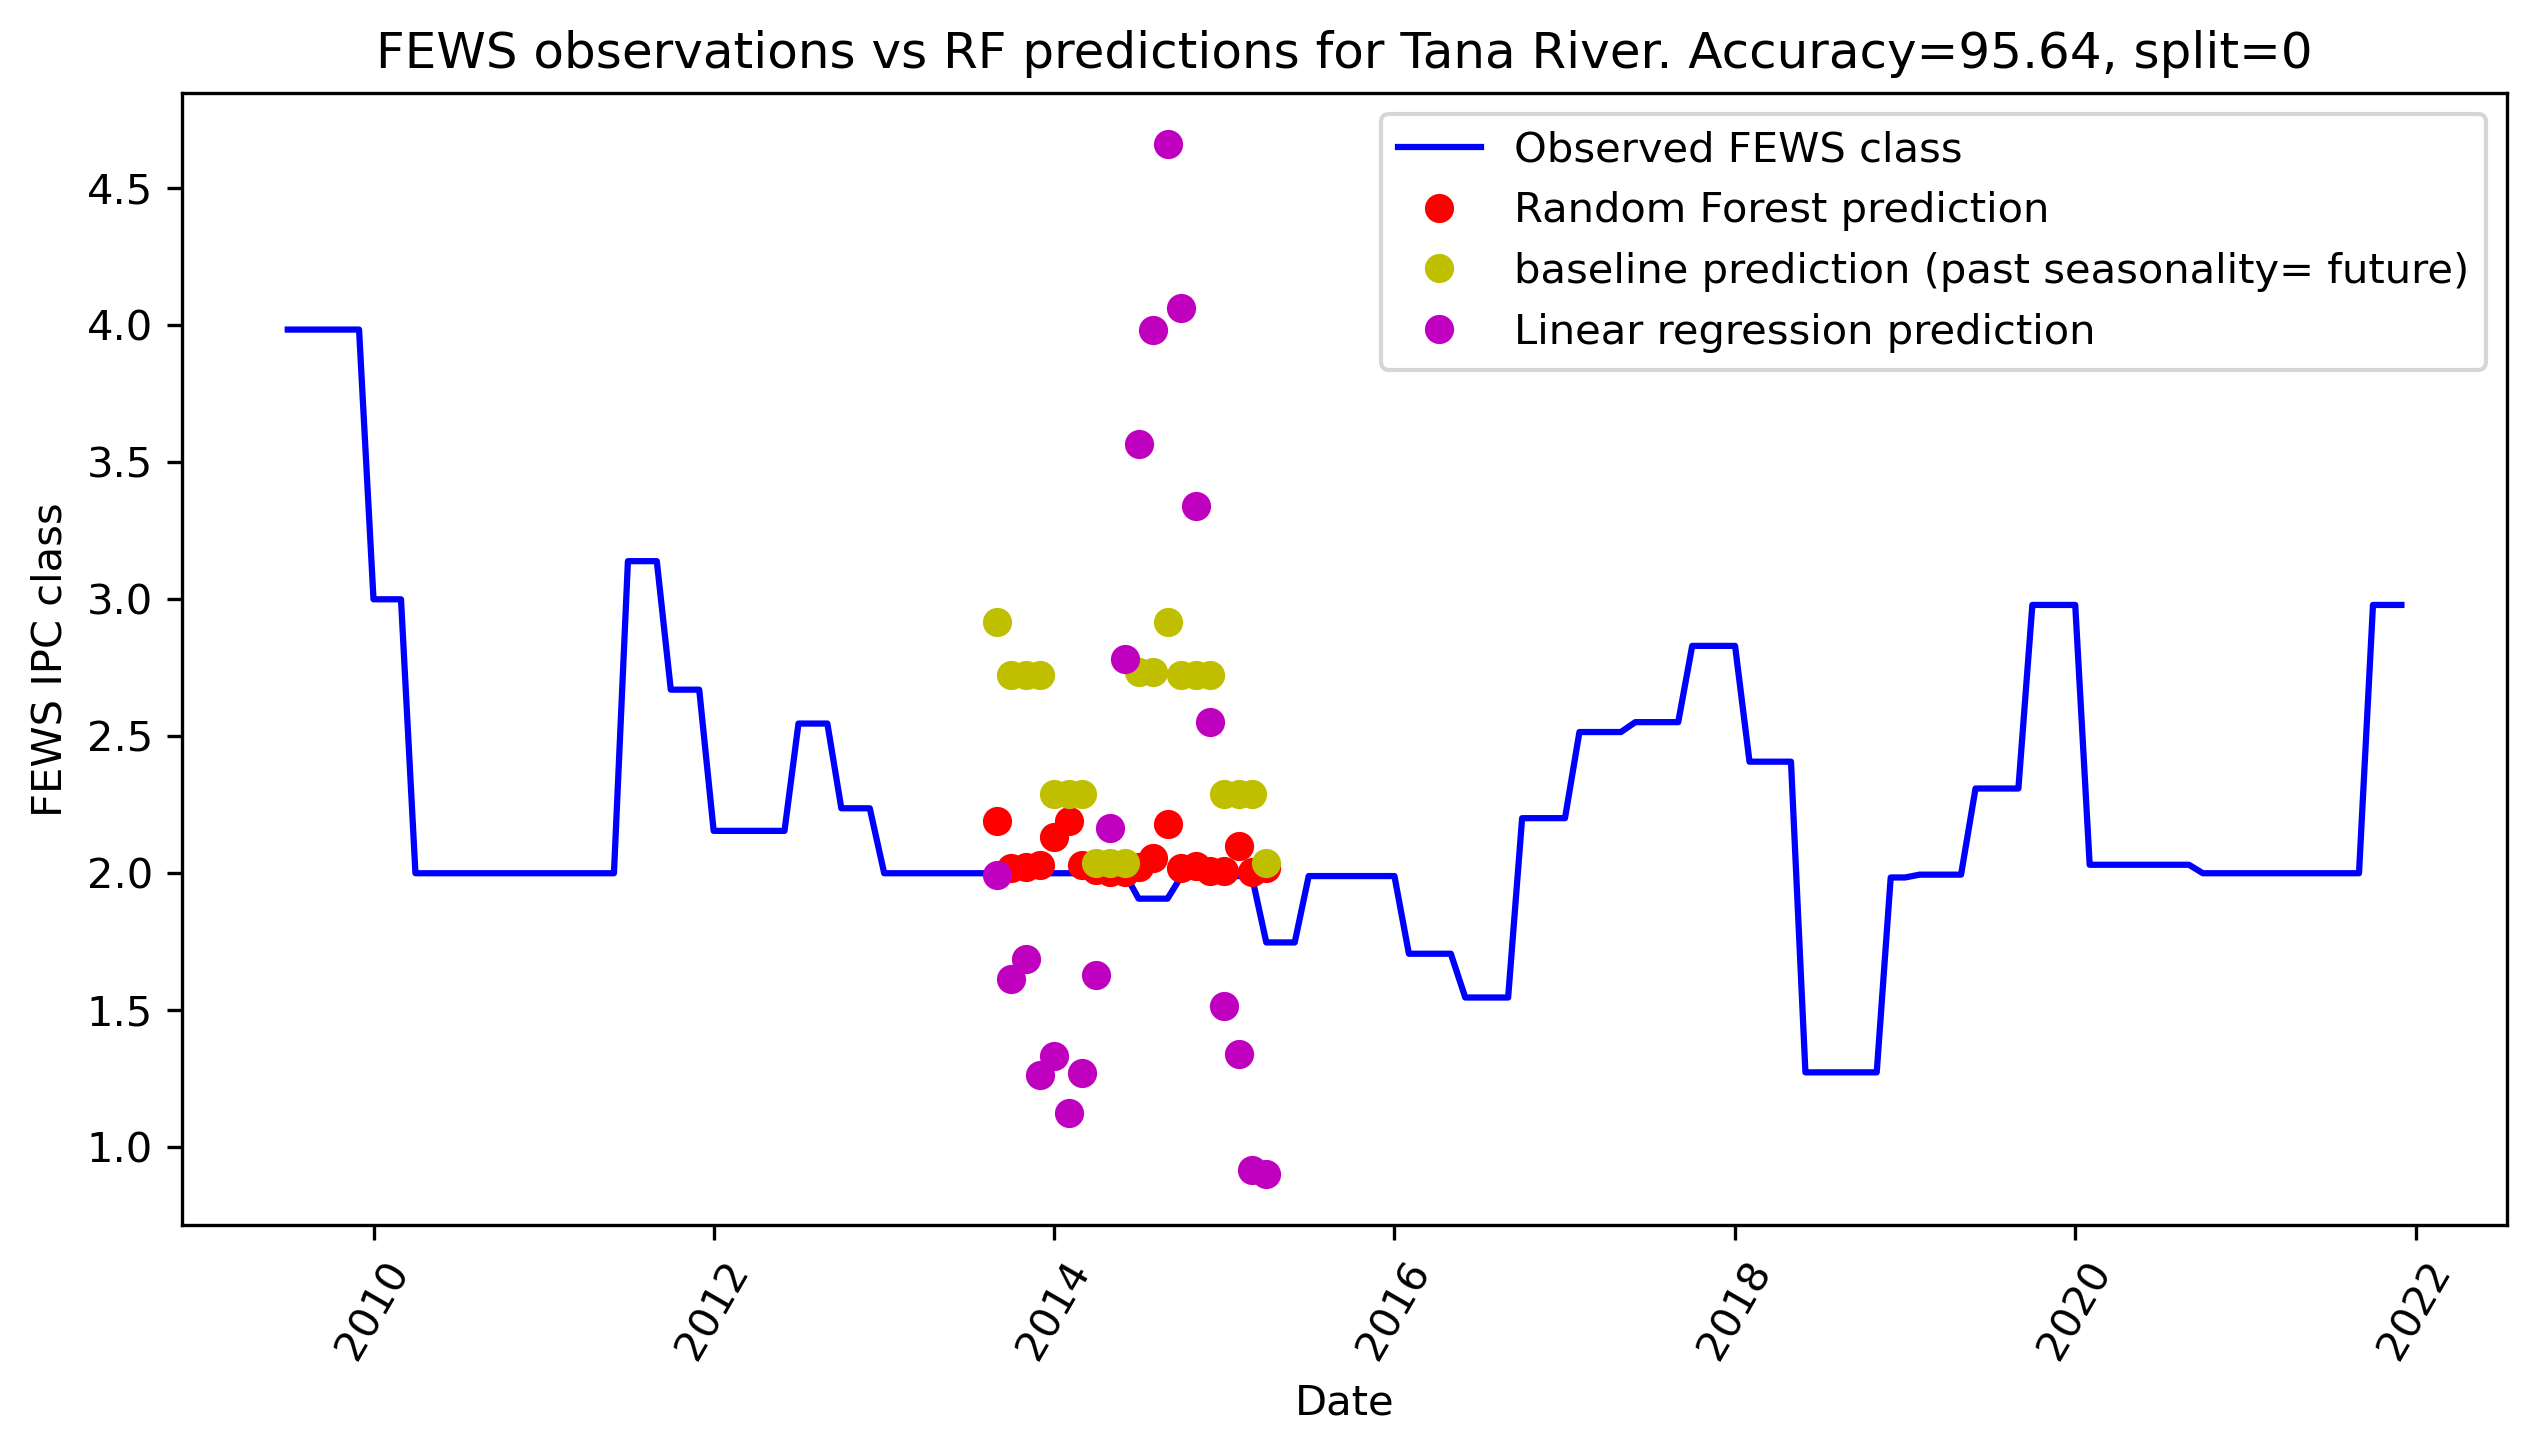 FEWS observations vs RF predictions for Tana River. Accuracy=95.64, split=0
Observed FEWS class
Random Forest prediction
baseline prediction (past seasonality= future)
Linear regression prediction
FEWS IPC class
4.5
4.0
3.5
3.0
2.5
2.0
1.5
1.0
2010
2012
2014
2016
2018
2020
2022
Date